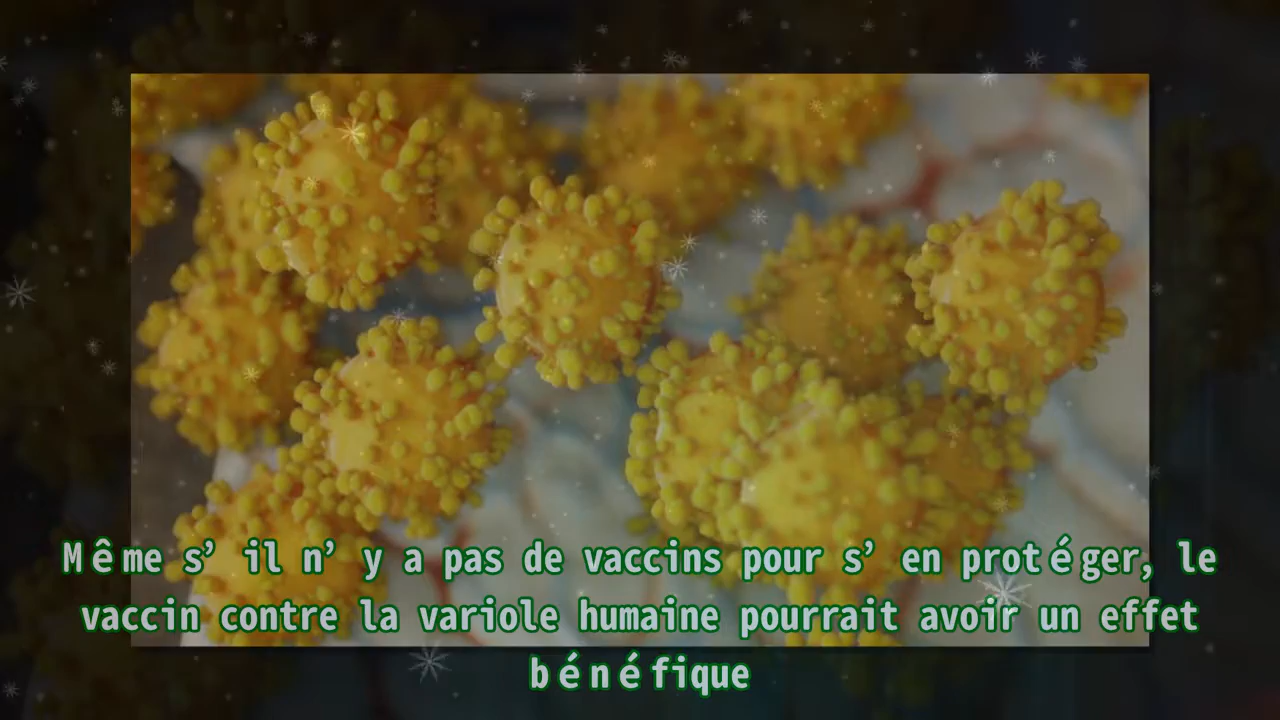 Même s’ il n’ y a pas de vaccins pour s’ en protéger, le
vaccin contre la variole humaine pourrait avoir un effet
bénéfique